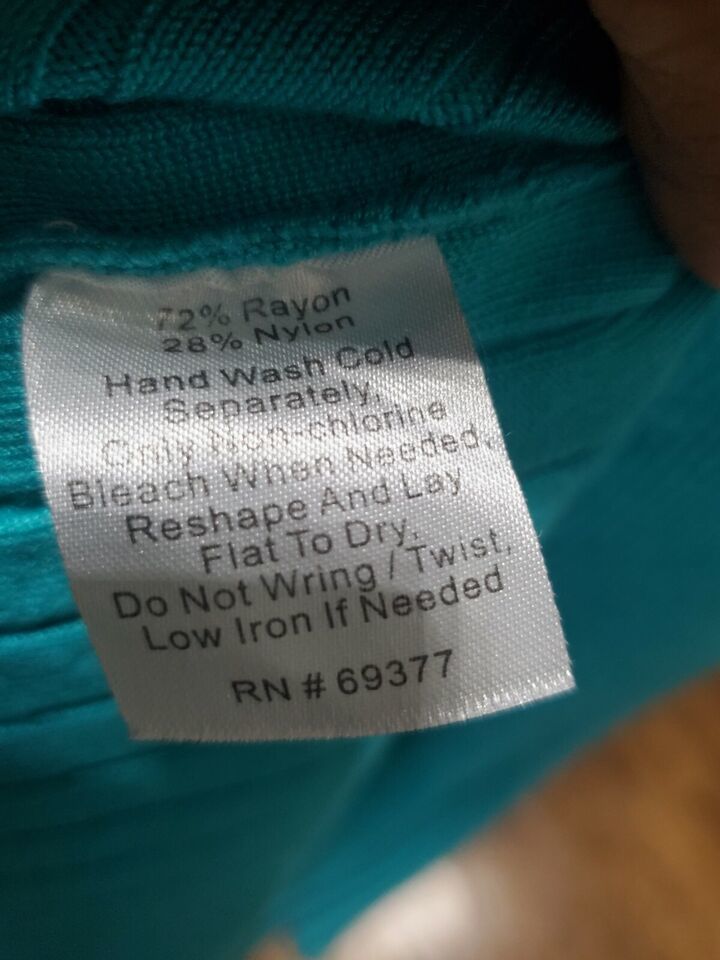 72% Rayon
28% Nylon
Hand Wash Cold
Separately,
Only Non-chlorine
Bleach When Needed,
Reshape And Lay
Flat To Dry,
Do Not Wring / Twist,
Low Iron If Needed
RN # 69377